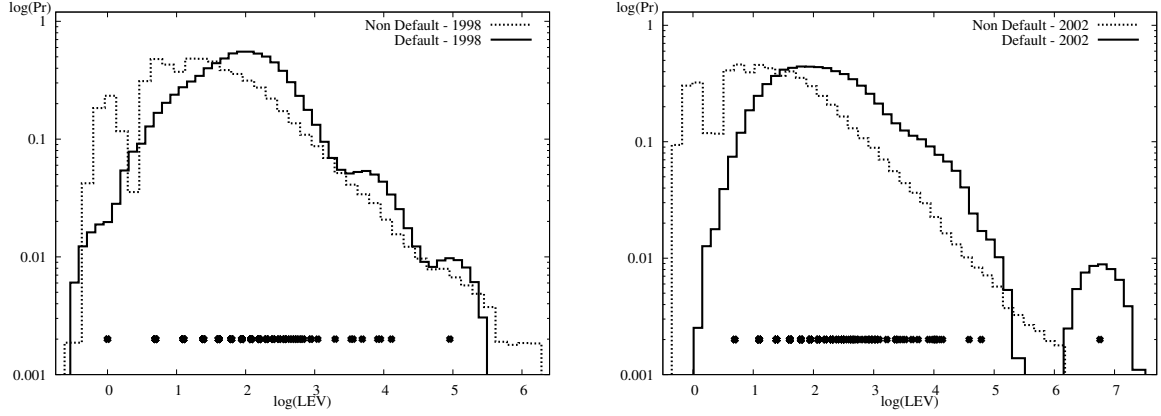 log(Pr)
1
0.1
0.01
0.001
Non Default - 1998
Default - 1998
0 1 2 3 4 5 6
log(LEV)
log(Pr)
1
0.1
0.01
0.001
Non Default - 2002
Default - 2002
0 1 2 3 4 5 6 7
log(LEV)